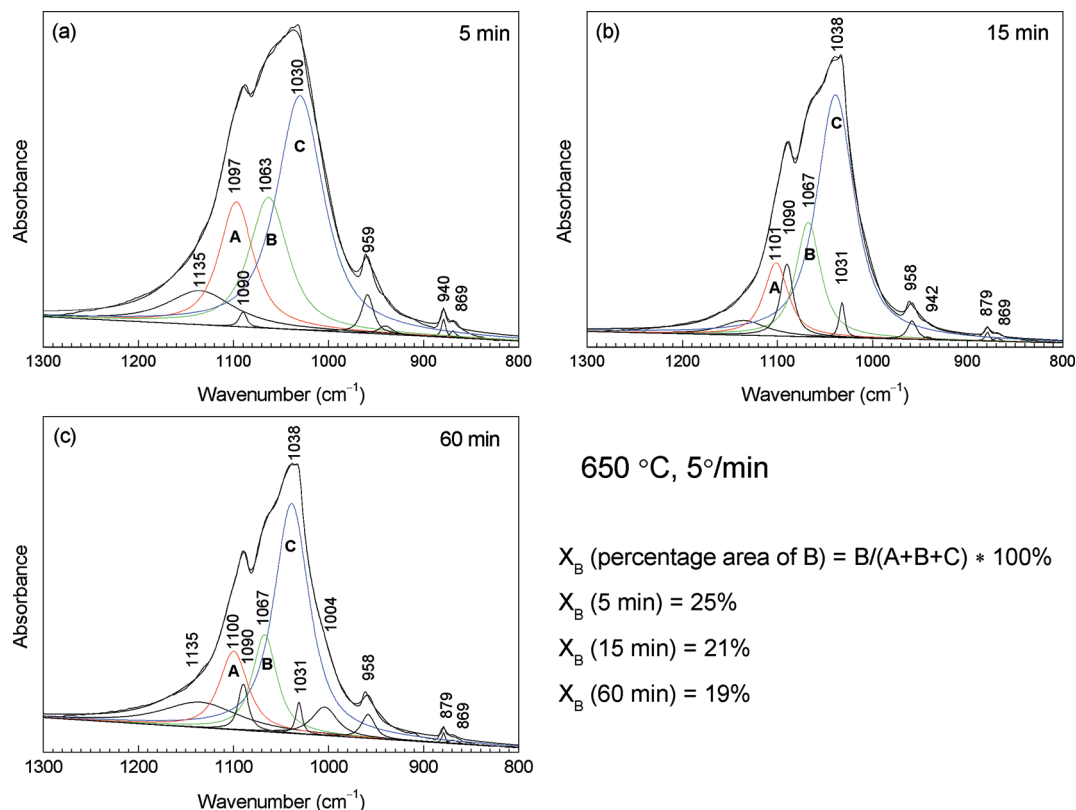 (a)
5 min
1030
C
1097
1063
A
B
1135
1090
959
940
869
Absorbance
1300 1200 1100 1000 900 800
Wavenumber (cm⁻¹)
(b)
15 min
1038
C
1101
1090
1067
B
A
1031
958
942
879
869
Absorbance
1300 1200 1100 1000 900 800
Wavenumber (cm⁻¹)
(c)
60 min
1038
C
1135
1100
1090
1067
A
B
1031
1004
958
879
869
Absorbance
1300 1200 1100 1000 900 800
Wavenumber (cm⁻¹)
650 °C, 5°/min
X_B (percentage area of B) = B/(A+B+C) * 100%
X_B (5 min) = 25%
X_B (15 min) = 21%
X_B (60 min) = 19%